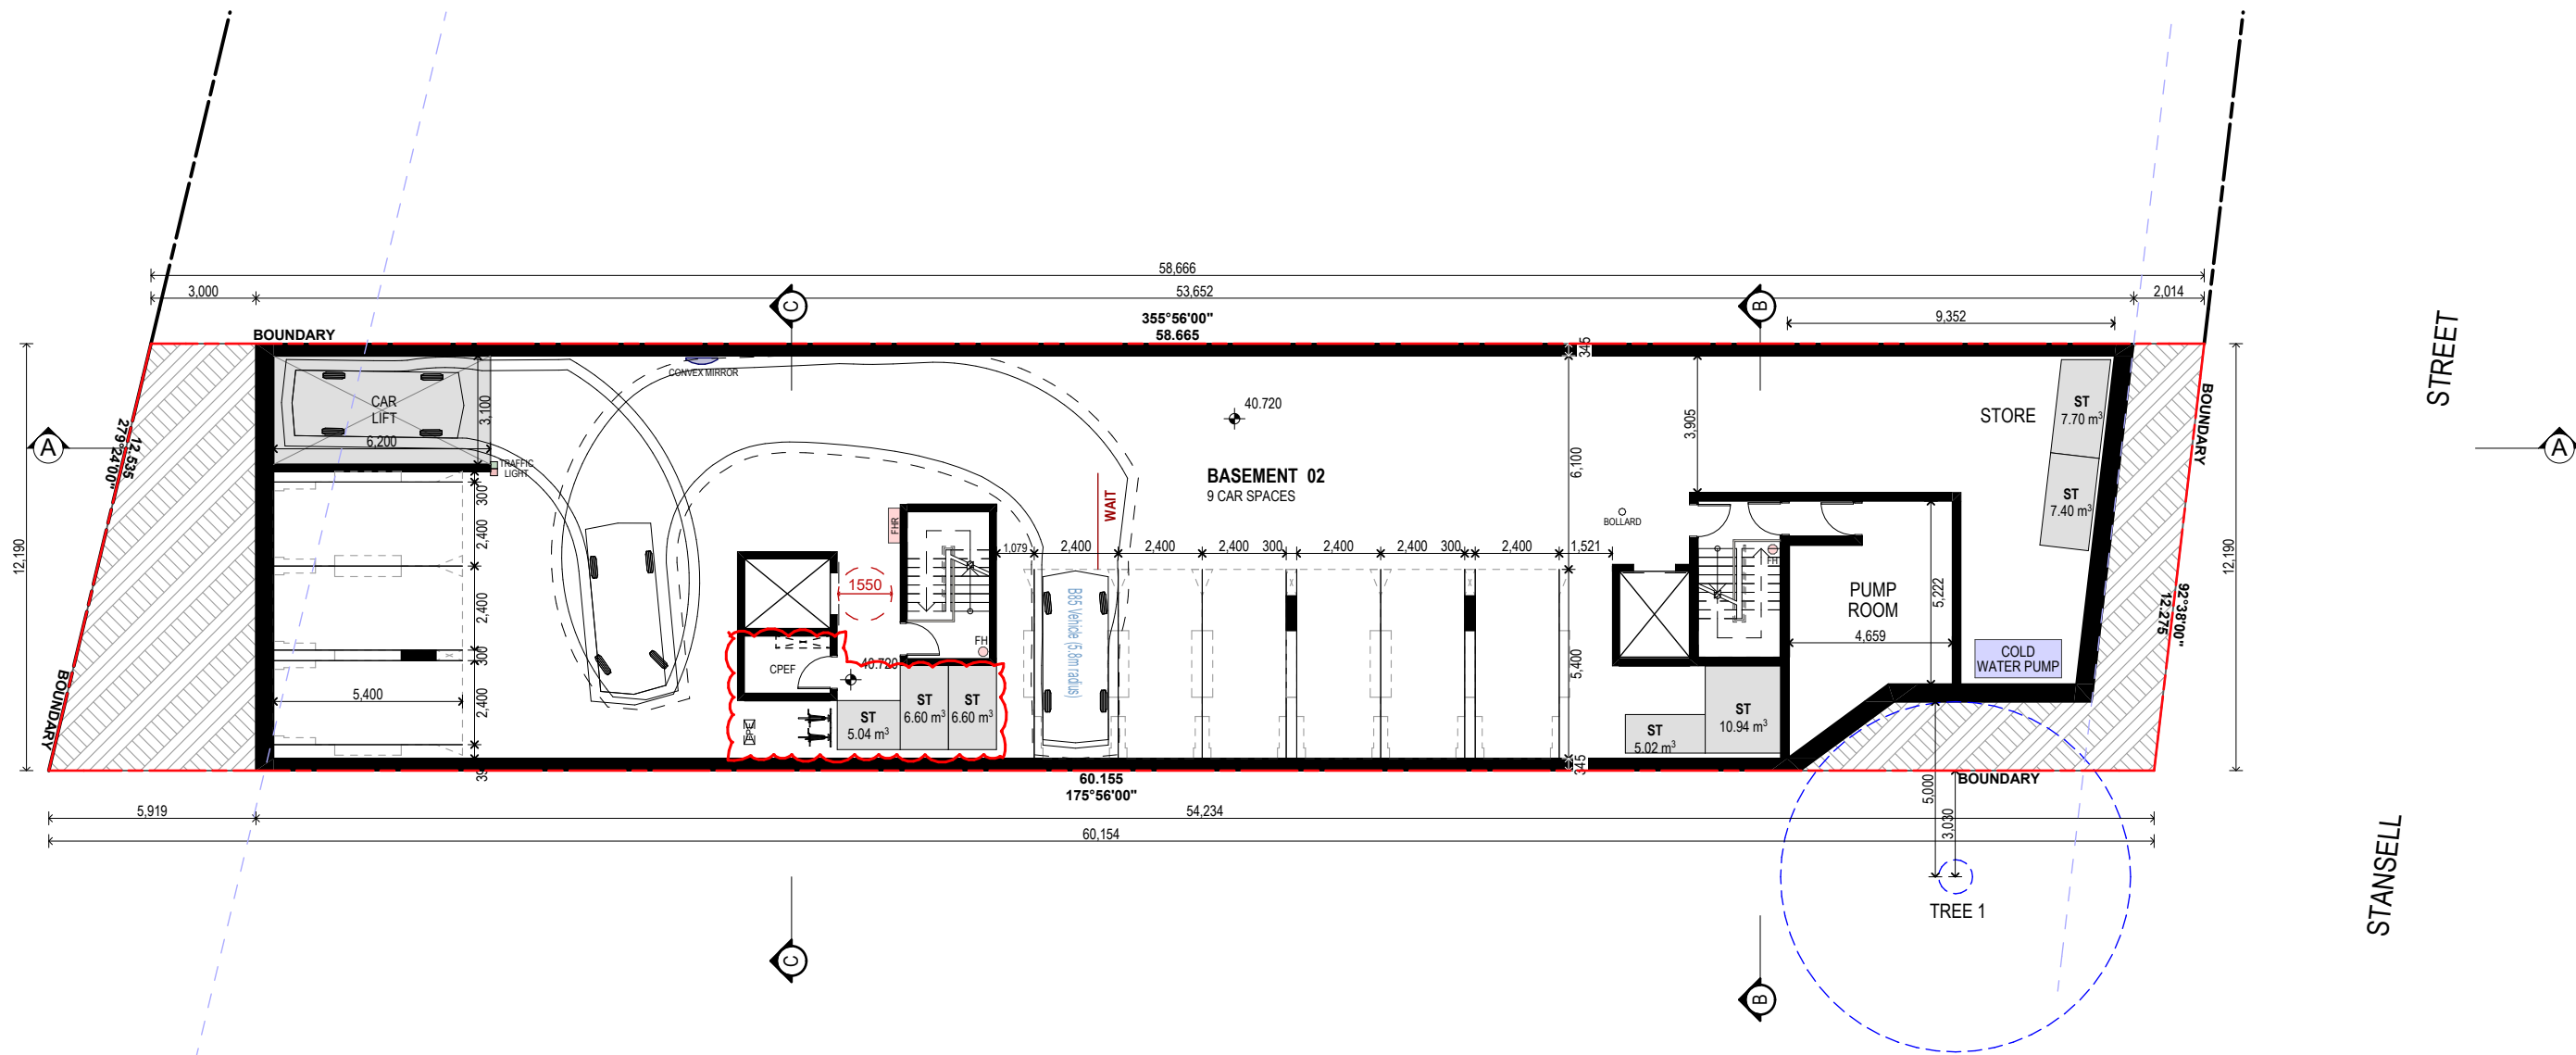 58,666
3,000
53,652
2,014
C
B
355°56'00"
58.665
9,352
BOUNDARY
345
STREET
CONVEX MIRROR
CAR
LIFT
3,100
6,200
TRAFFIC
LIGHT
40.720
3,905
STORE
ST
7.70 m³
BOUNDARY
A
12.535
279°24'00"
A
12,190
BASEMENT 02
9 CAR SPACES
6,100
WAIT
ST
7.40 m³
300
2,400
FHR
BOLLARD
1,079
2,400
2,400
2,400
300
2,400
2,400
300
2,400
1,521
12,190
1550
FH
PUMP
ROOM
5,222
92°38'00"
12.275
2,400
B85 Vehicle (5.8m radius)
4,659
FH
300
CPEF
40.720
5,400
COLD
WATER PUMP
BOUNDARY
5,400
2,400
ST
5.04 m³
ST
6.60 m³
ST
6.60 m³
ST
5.02 m³
ST
10.94 m³
39
345
60.155
175°56'00"
BOUNDARY
5,000
3,030
5,919
54,234
60,154
STANSELL
TREE 1
C
B